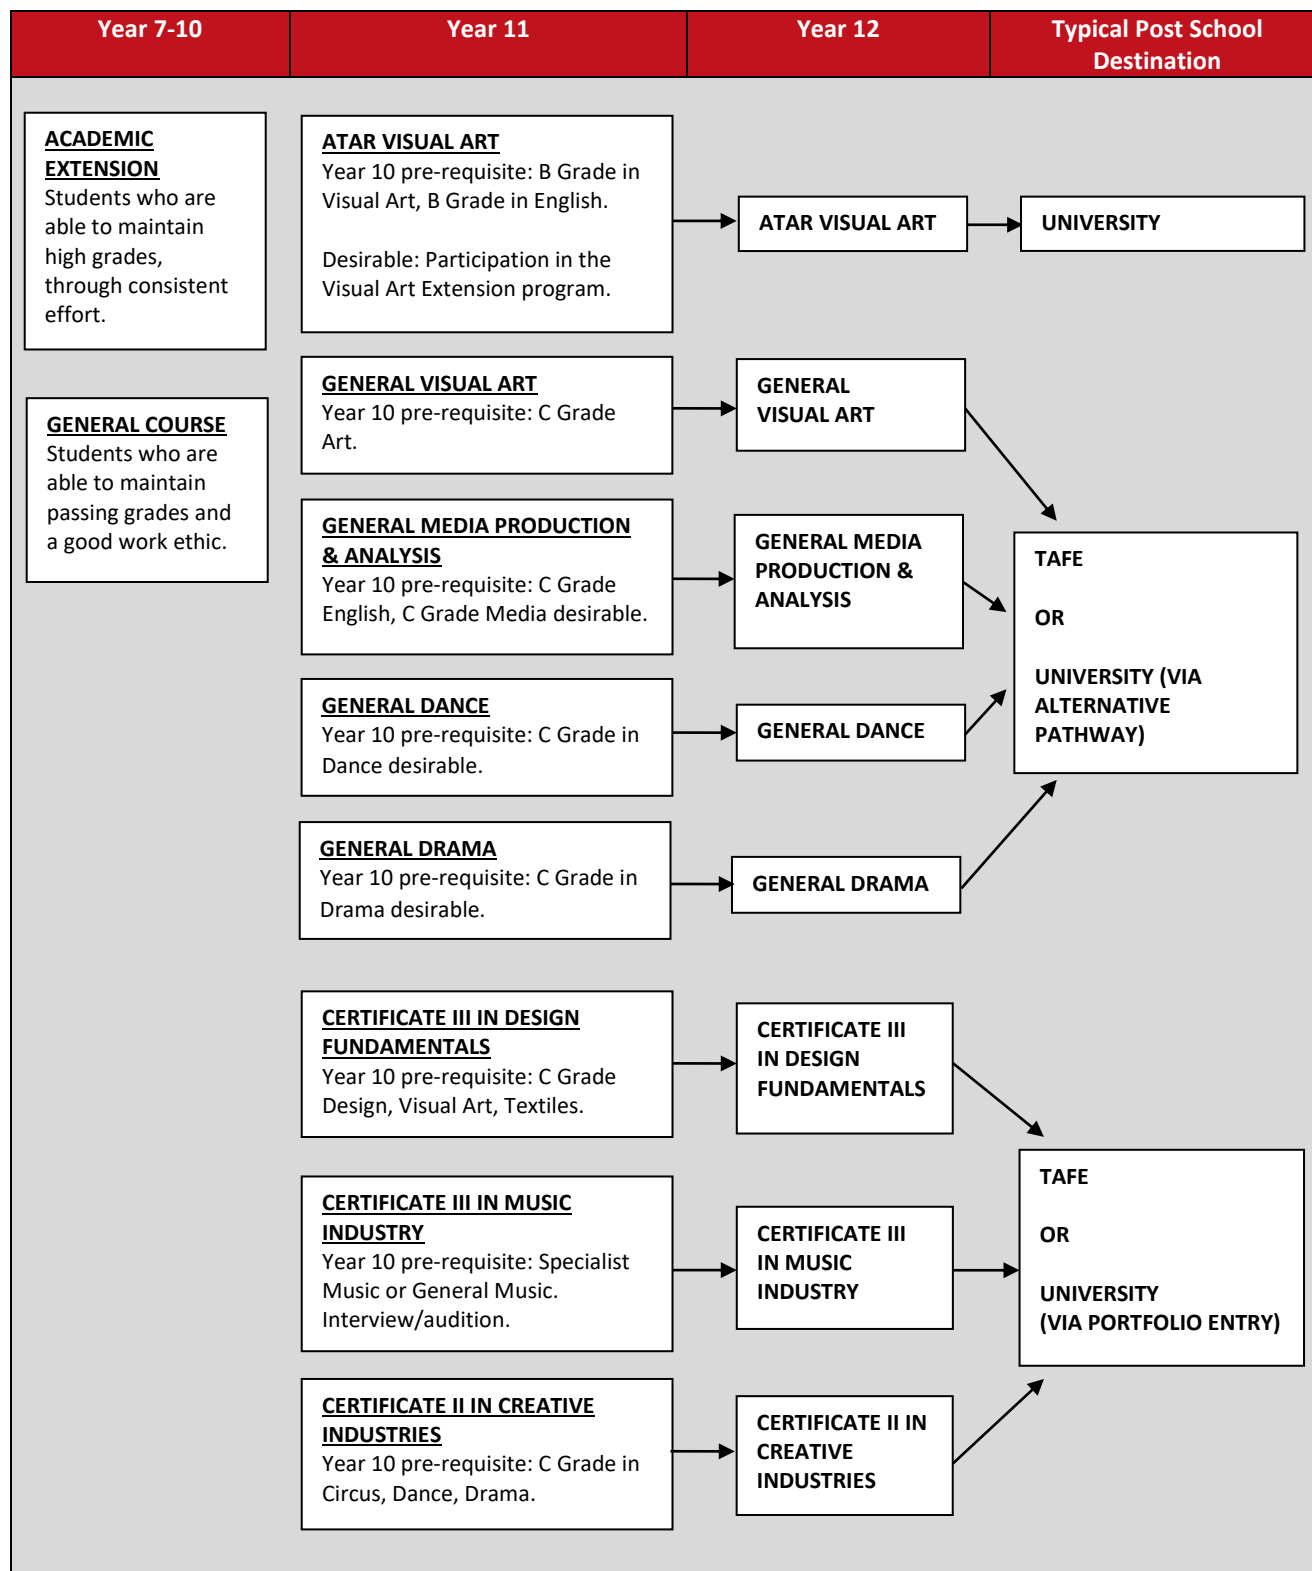 Year 7-10
Year 11
Year 12
Typical Post School
Destination
ACADEMIC
EXTENSION
Students who are
able to maintain
high grades,
through consistent
effort.
GENERAL COURSE
Students who are
able to maintain
passing grades and
a good work ethic.
ATAR VISUAL ART
Year 10 pre-requisite: B Grade in
Visual Art, B Grade in English.
Desirable: Participation in the
Visual Art Extension program.
ATAR VISUAL ART
UNIVERSITY
GENERAL VISUAL ART
Year 10 pre-requisite: C Grade
Art.
GENERAL
VISUAL ART
GENERAL MEDIA PRODUCTION
& ANALYSIS
Year 10 pre-requisite: C Grade
English, C Grade Media desirable.
GENERAL MEDIA
PRODUCTION &
ANALYSIS
GENERAL DANCE
Year 10 pre-requisite: C Grade in
Dance desirable.
GENERAL DANCE
GENERAL DRAMA
Year 10 pre-requisite: C Grade in
Drama desirable.
GENERAL DRAMA
TAFE
OR
UNIVERSITY (VIA
ALTERNATIVE
PATHWAY)
CERTIFICATE III IN DESIGN
FUNDAMENTALS
Year 10 pre-requisite: C Grade
Design, Visual Art, Textiles.
CERTIFICATE III
IN DESIGN
FUNDAMENTALS
CERTIFICATE III IN MUSIC
INDUSTRY
Year 10 pre-requisite: Specialist
Music or General Music.
Interview/audition.
CERTIFICATE III
IN MUSIC
INDUSTRY
CERTIFICATE II IN CREATIVE
INDUSTRIES
Year 10 pre-requisite: C Grade in
Circus, Dance, Drama.
CERTIFICATE II IN
CREATIVE
INDUSTRIES
TAFE
OR
UNIVERSITY
(VIA PORTFOLIO ENTRY)